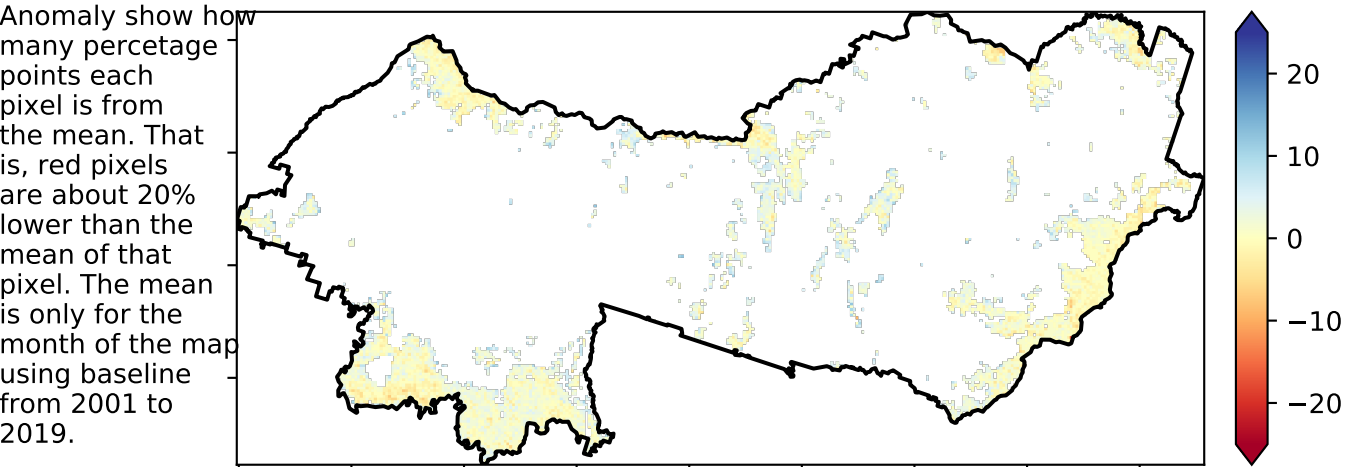 Anomaly show how
many percetage
points each
pixel is from
the mean. That
is, red pixels
are about 20%
lower than the
mean of that
pixel. The mean
is only for the
month of the map
using baseline
from 2001 to
2019.
20
10
0
−10
−20